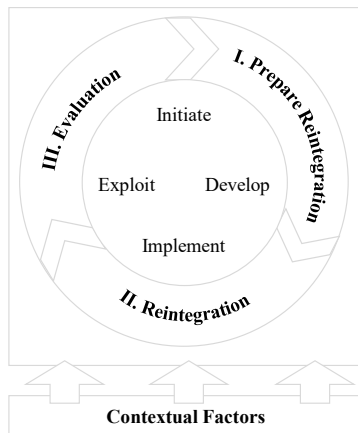 I. Prepare Reintegration
III. Evaluation
Initiate
Exploit
Develop
Implement
II. Reintegration
Contextual Factors